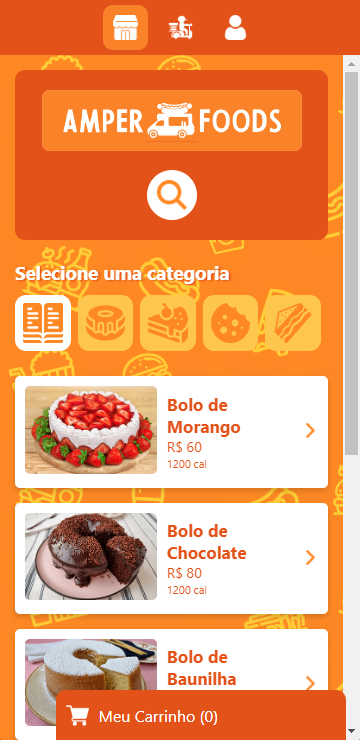 AMPER FOODS
Selecione uma categoria
Bolo de
Morango
R$ 60
1200 cal
Bolo de
Chocolate
R$ 80
1200 cal
Bolo de
Baunilha
Meu Carrinho (0)